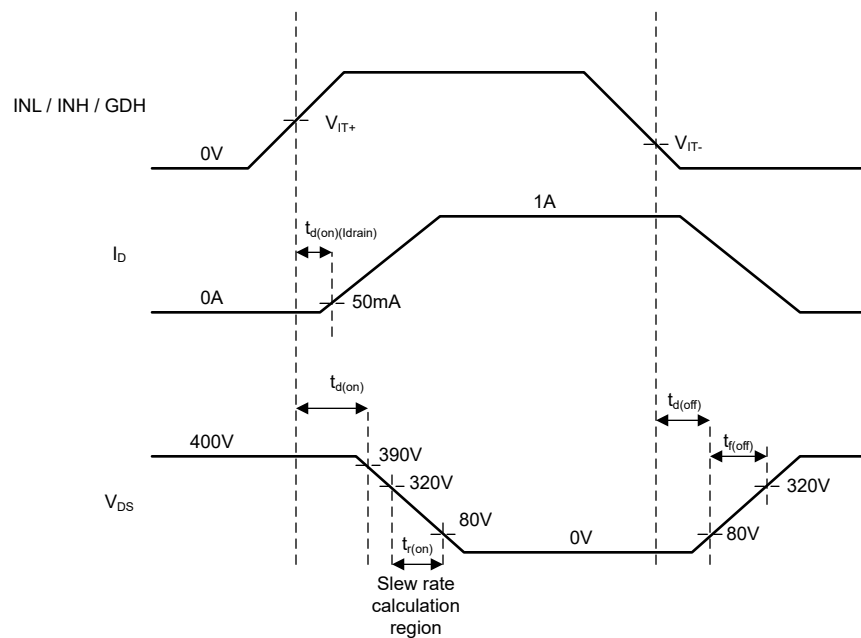 INL / INH / GDH
V_IT+
V_IT-
0V
1A
t_d(on)(Idrain)
I_D
0A
50mA
t_d(on)
t_d(off)
400V
t_f(off)
390V
320V
320V
V_DS
80V
0V
80V
t_r(on)
Slew rate
calculation
region